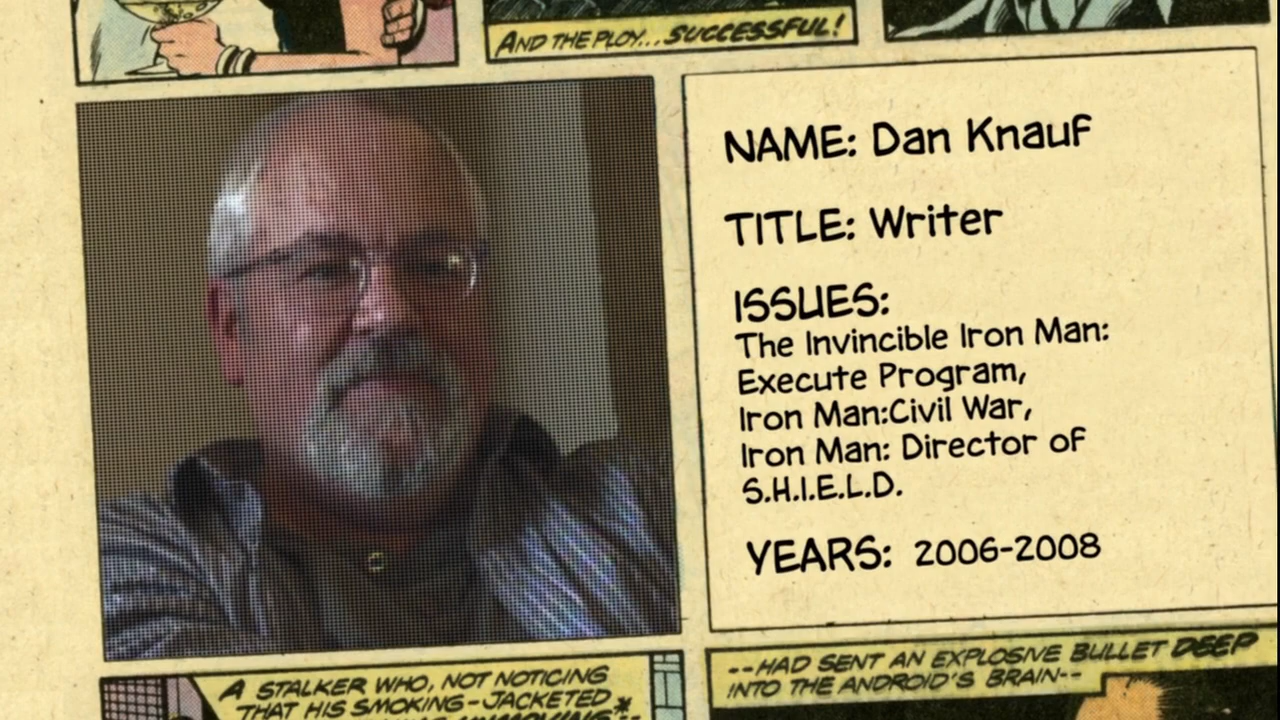 AND THE PLOY... SUCCESSFUL!
NAME: Dan Knauf
TITLE: Writer
ISSUES:
The Invincible Iron Man:
Execute Program,
Iron Man:Civil War,
Iron Man: Director of
S.H.I.E.L.D.
YEARS: 2006-2008
A STALKER WHO, NOT NOTICING
THAT HIS SMOKING-JACKETED
--HAD SENT AN EXPLOSIVE BULLET DEEP
INTO THE ANDROID'S BRAIN--